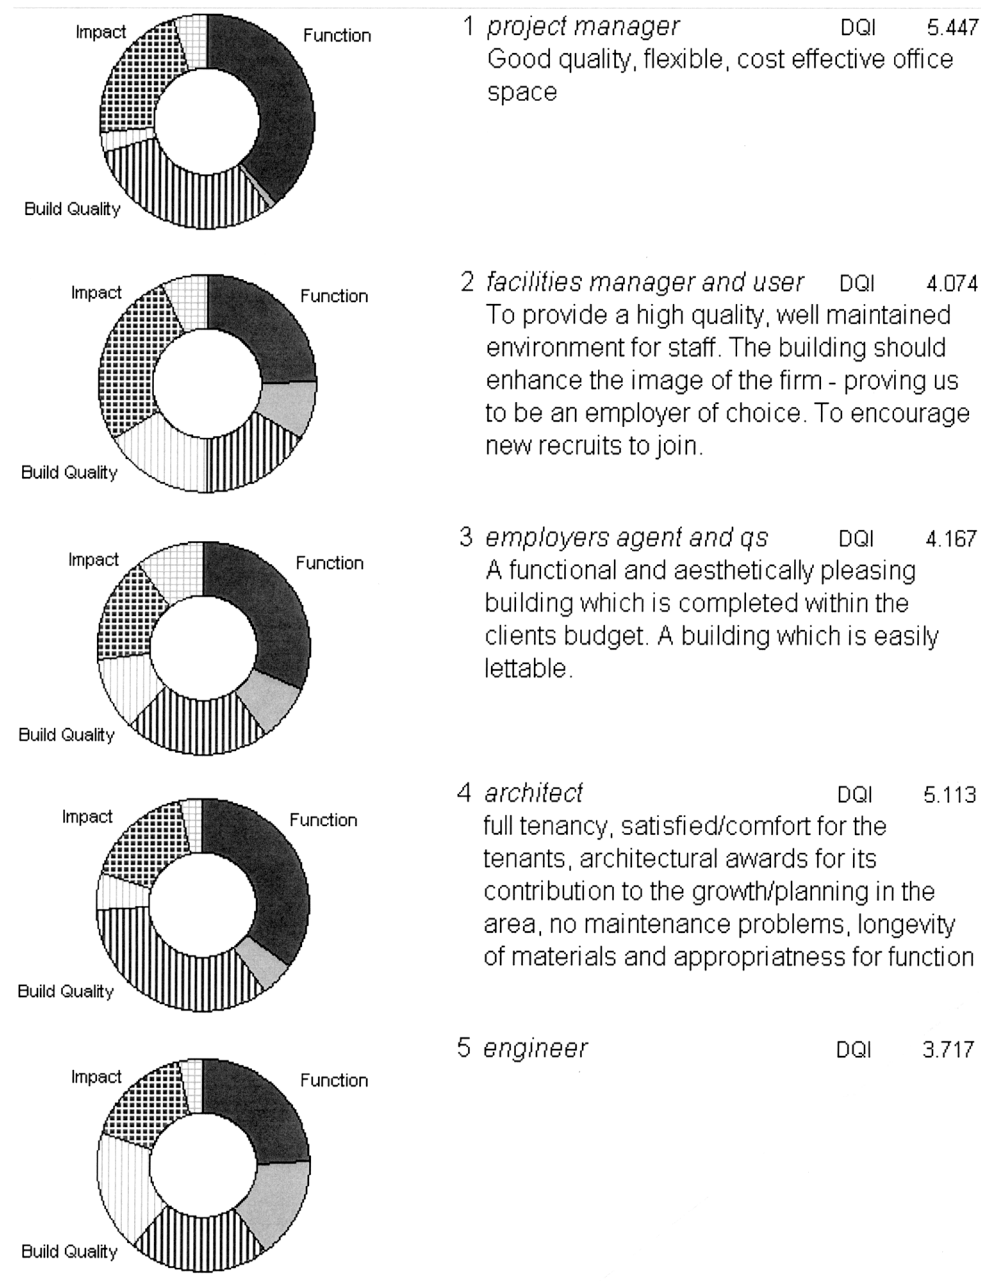 Impact
Function
Build Quality
1 project manager DQI 5.447
Good quality, flexible, cost effective office
space
Impact
Function
Build Quality
2 facilities manager and user DQI 4.074
To provide a high quality, well maintained
environment for staff. The building should
enhance the image of the firm - proving us
to be an employer of choice. To encourage
new recruits to join.
Impact
Function
Build Quality
3 employers agent and qs DQI 4.167
A functional and aesthetically pleasing
building which is completed within the
clients budget. A building which is easily
lettable.
Impact
Function
Build Quality
4 architect DQI 5.113
full tenancy, satisfied/comfort for the
tenants, architectural awards for its
contribution to the growth/planning in the
area, no maintenance problems, longevity
of materials and appropriatness for function
Impact
Function
Build Quality
5 engineer DQI 3.717